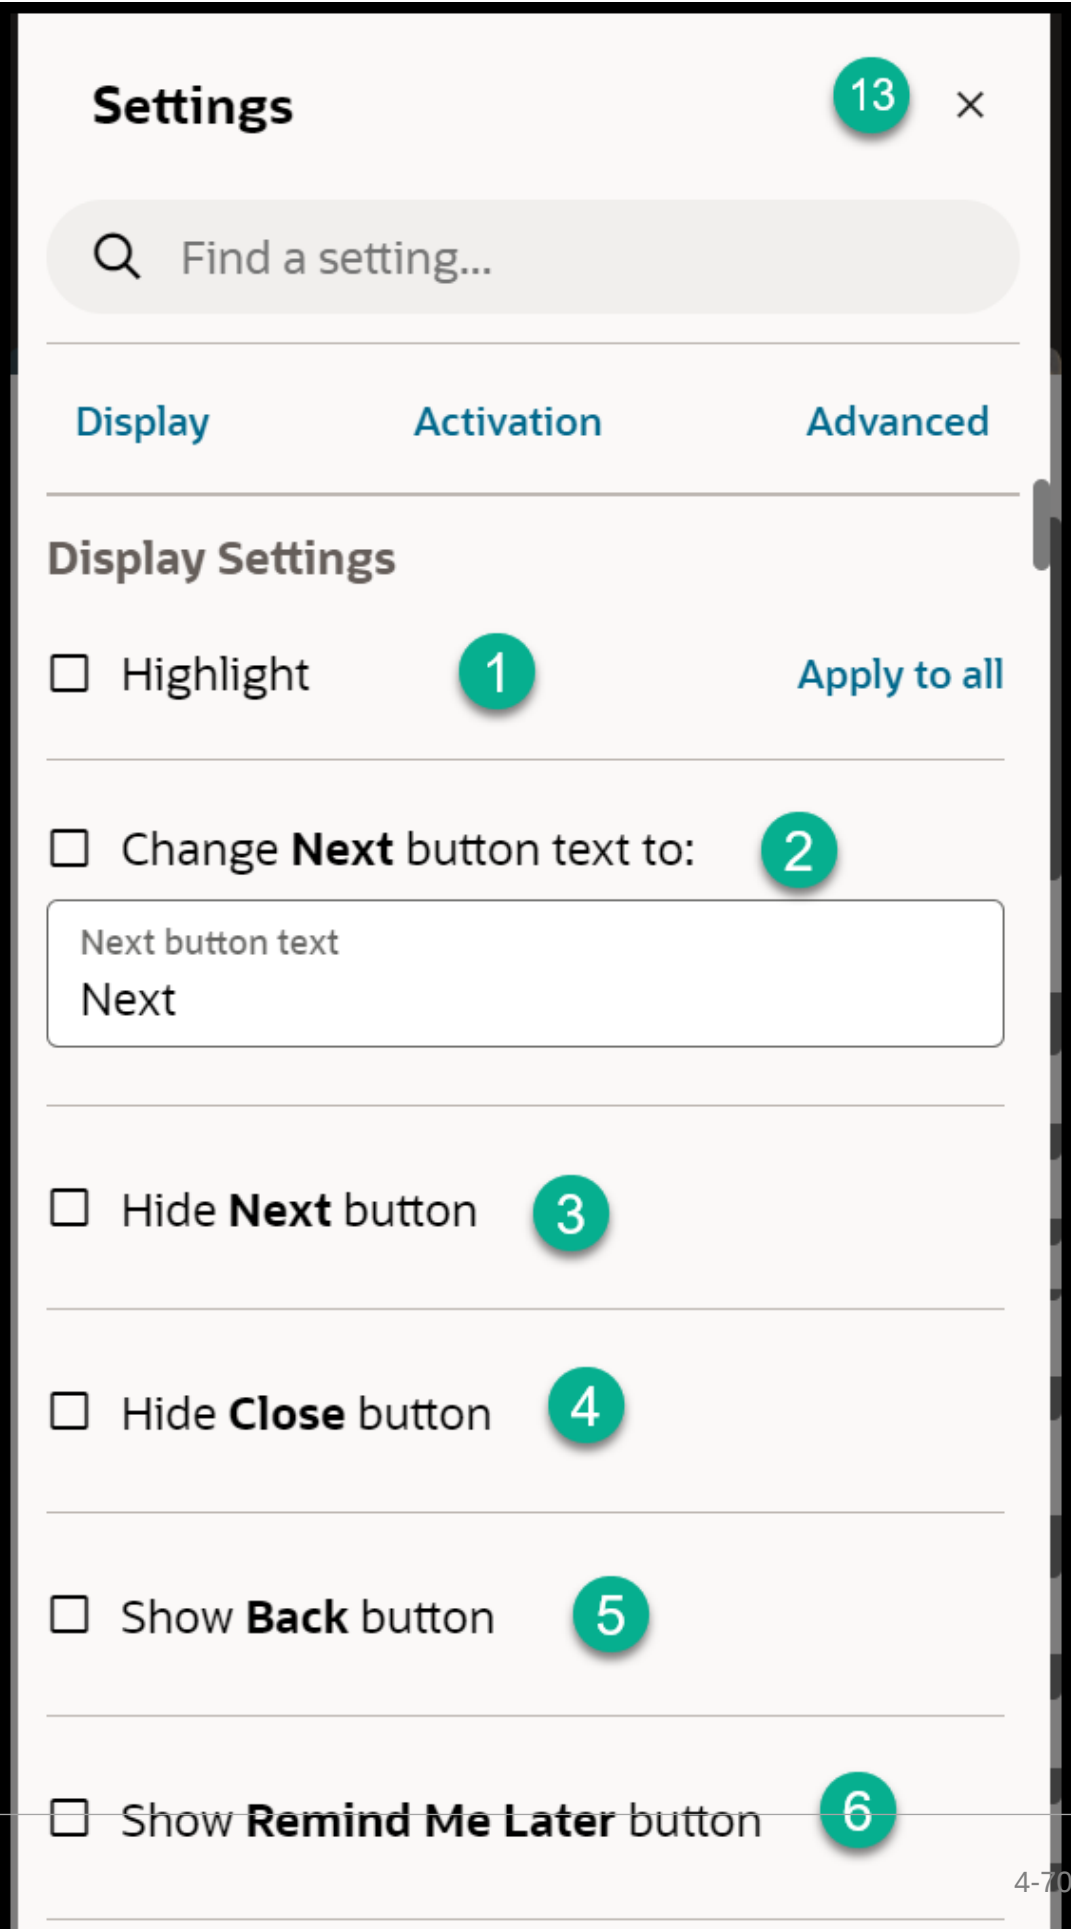 Settings 13
Find a setting...
Display Activation Advanced
Display Settings
Highlight 1 Apply to all
Change Next button text to: 2
Next button text
Next
Hide Next button 3
Hide Close button 4
Show Back button 5
Show Remind Me Later button 6
4-70